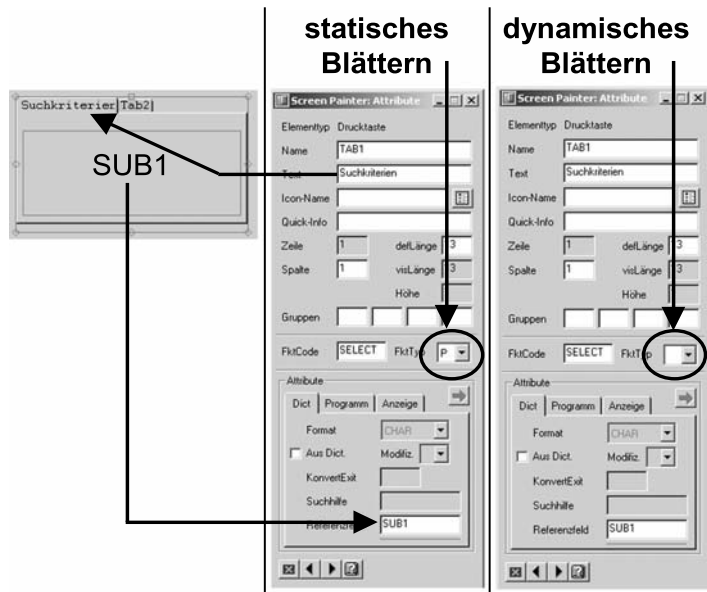 statisches
Blättern
dynamisches
Blättern
Suchkriterier Tab2
SUB1
Screen Painter: Attribute
Elementtyp Drucktaste
Name TAB1
Text Suchkriterien
Icon-Name
Quick-Info
Zeile 1 defLänge 3
Spalte 1 visLänge 3
Höhe
Gruppen
FktCode SELECT FktTyp P
Attribute
Dict Programm Anzeige
Format CHAR
Aus Dict. Modifiz.
KonvertExit
Suchhilfe
Referenzfeld SUB1
Screen Painter: Attribute
Elementtyp Drucktaste
Name TAB1
Text Suchkriterien
Icon-Name
Quick-Info
Zeile 1 defLänge 3
Spalte 1 visLänge 3
Höhe
Gruppen
FktCode SELECT FktTyp
Attribute
Dict Programm Anzeige
Format CHAR
Aus Dict. Modifiz.
KonvertExit
Suchhilfe
Referenzfeld SUB1